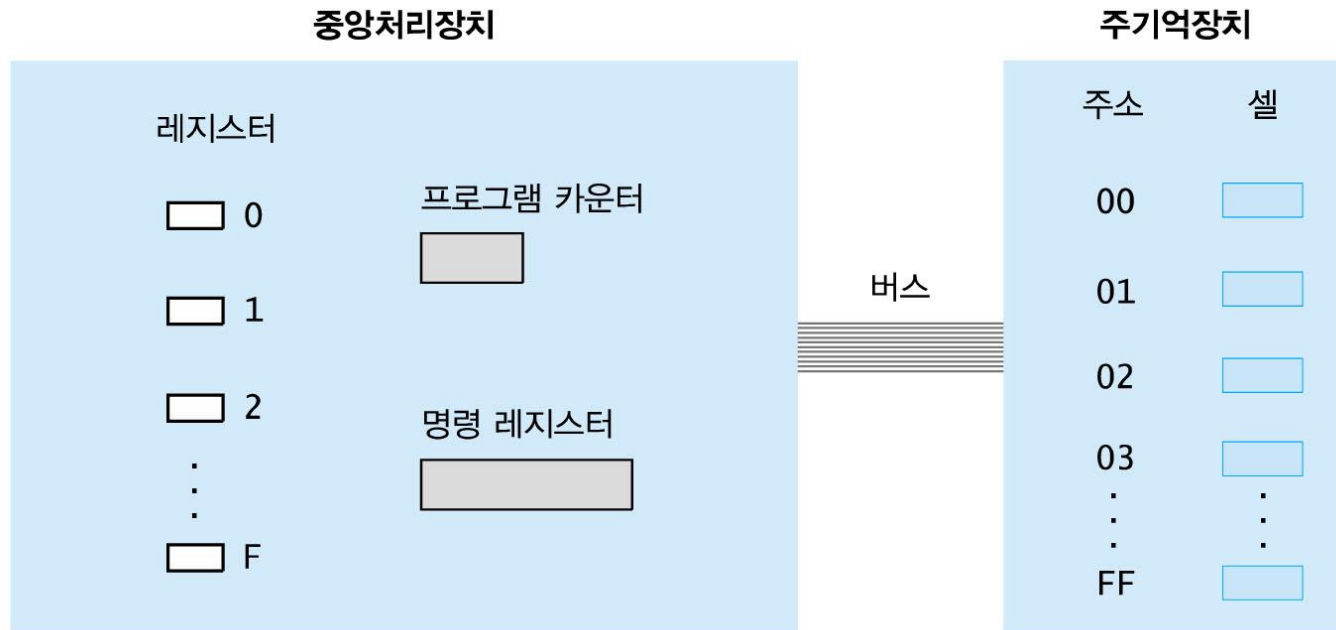 중앙처리장치
레지스터
0
1
2
F
프로그램 카운터
명령 레지스터
버스
주기억장치
주소 셀
00
01
02
03
FF